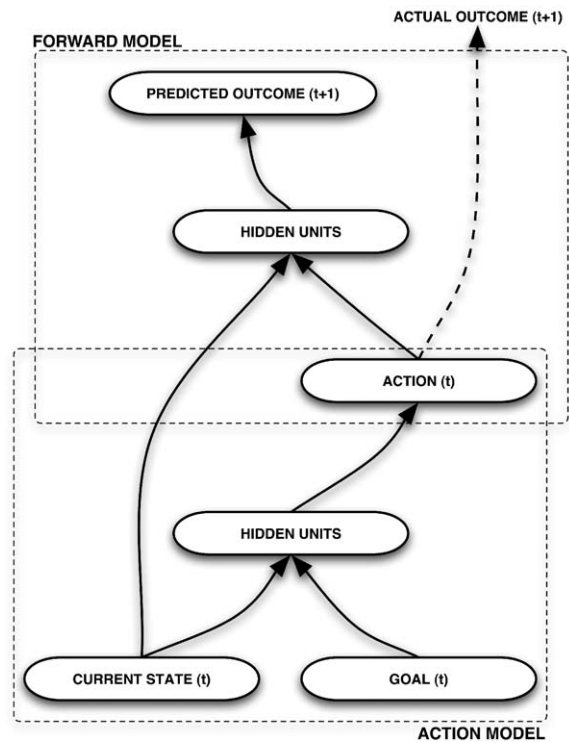 ACTUAL OUTCOME (t+1)
FORWARD MODEL
PREDICTED OUTCOME (t+1)
HIDDEN UNITS
ACTION (t)
HIDDEN UNITS
CURRENT STATE (t)
GOAL (t)
ACTION MODEL